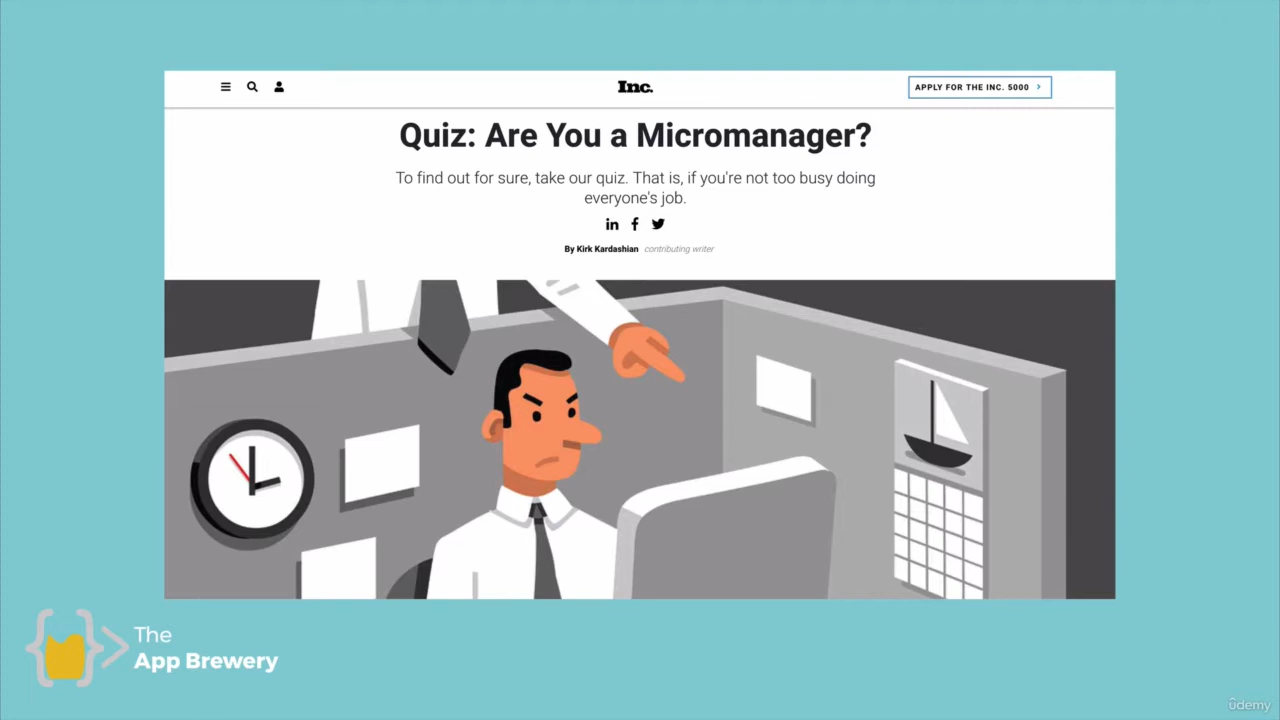 Inc.
APPLY FOR THE INC. 5000
Quiz: Are You a Micromanager?
To find out for sure, take our quiz. That is, if you're not too busy doing
everyone's job.
By Kirk Kardashian contributing writer
The
App Brewery
udemy